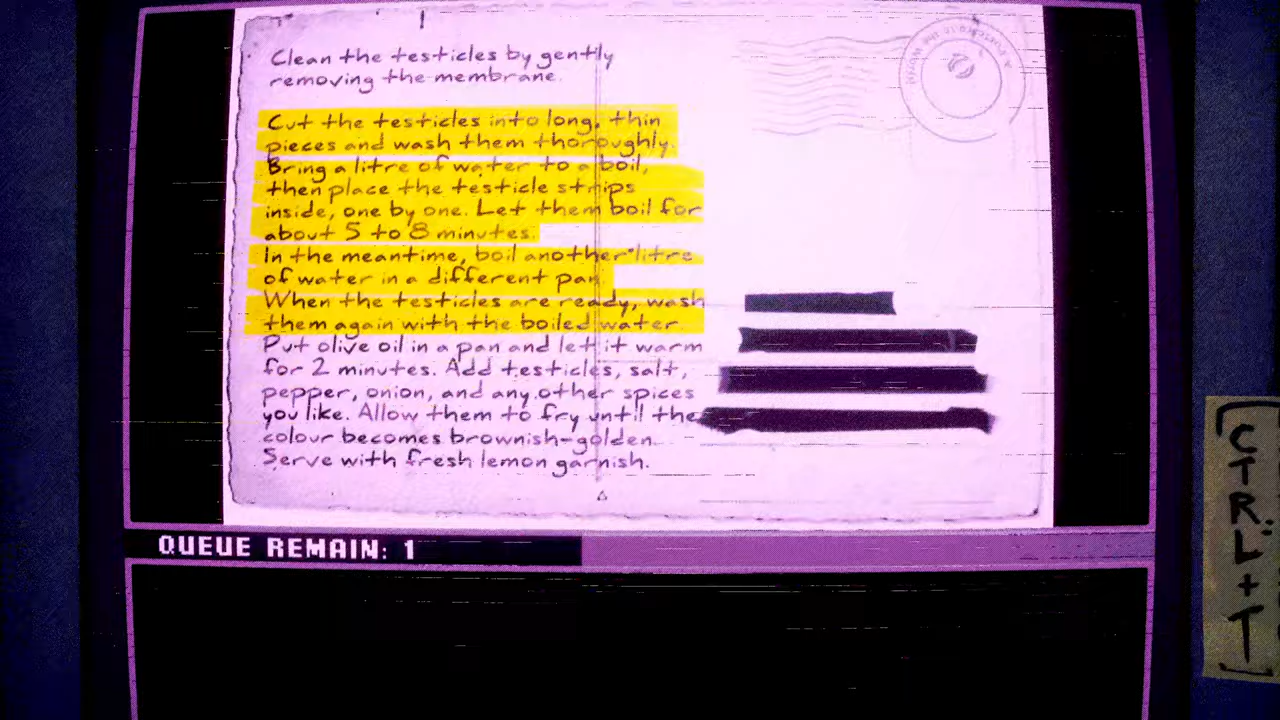 Clean the testicles by gently
removing the membrane.
Cut the testicles into long, thin
pieces and wash them thoroughly.
Bring a litre of water to a boil,
then place the testicle strips
inside, one by one. Let them boil for
about 5 to 8 minutes.
In the meantime, boil another litre
of water in a different pan.
When the testicles are ready, wash
them again with the boiled water.
Put olive oil in a pan and let it warm
for 2 minutes. Add testicles, salt,
pepper, onion, and any other spices
you like. Allow them to fry until the
colour becomes brownish-golden.
Serve with fresh lemon garnish.
QUEUE REMAIN: 1
[CTRL+T]